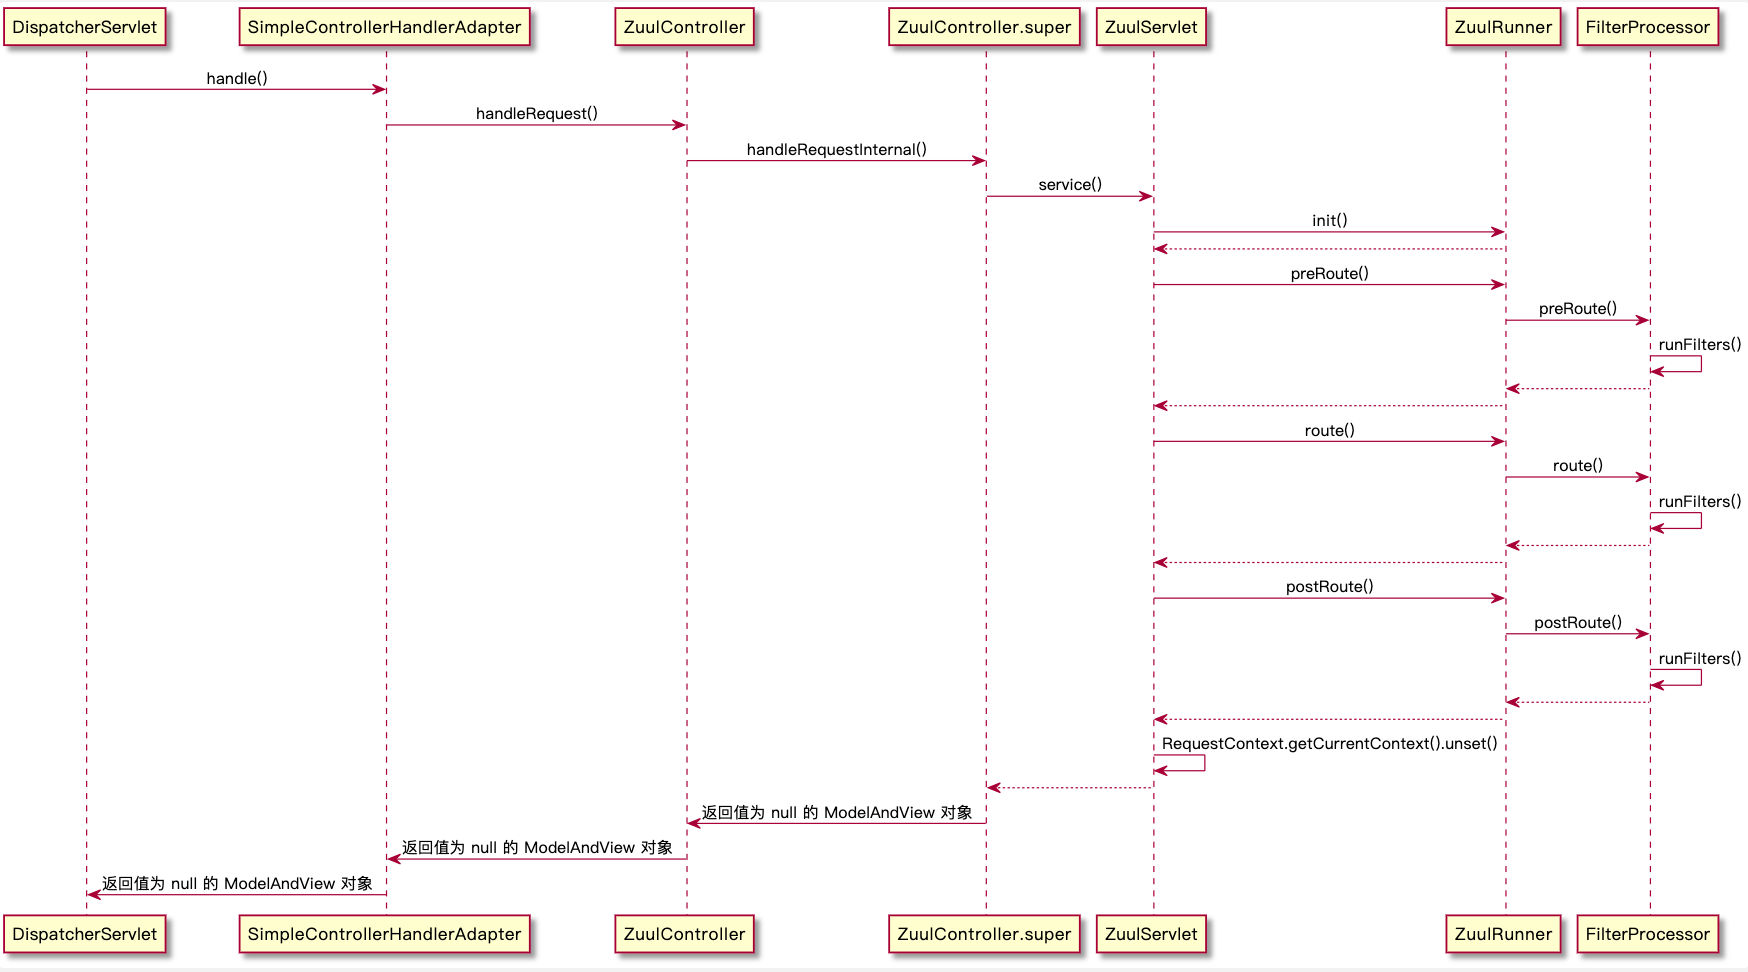 DispatcherServlet
SimpleControllerHandlerAdapter
ZuulController
ZuulController.super
ZuulServlet
ZuulRunner
FilterProcessor
handle()
handleRequest()
handleRequestInternal()
service()
init()
preRoute()
preRoute()
runFilters()
route()
route()
runFilters()
postRoute()
postRoute()
runFilters()
RequestContext.getCurrentContext().unset()
返回值为 null 的 ModelAndView 对象
返回值为 null 的 ModelAndView 对象
返回值为 null 的 ModelAndView 对象
DispatcherServlet
SimpleControllerHandlerAdapter
ZuulController
ZuulController.super
ZuulServlet
ZuulRunner
FilterProcessor